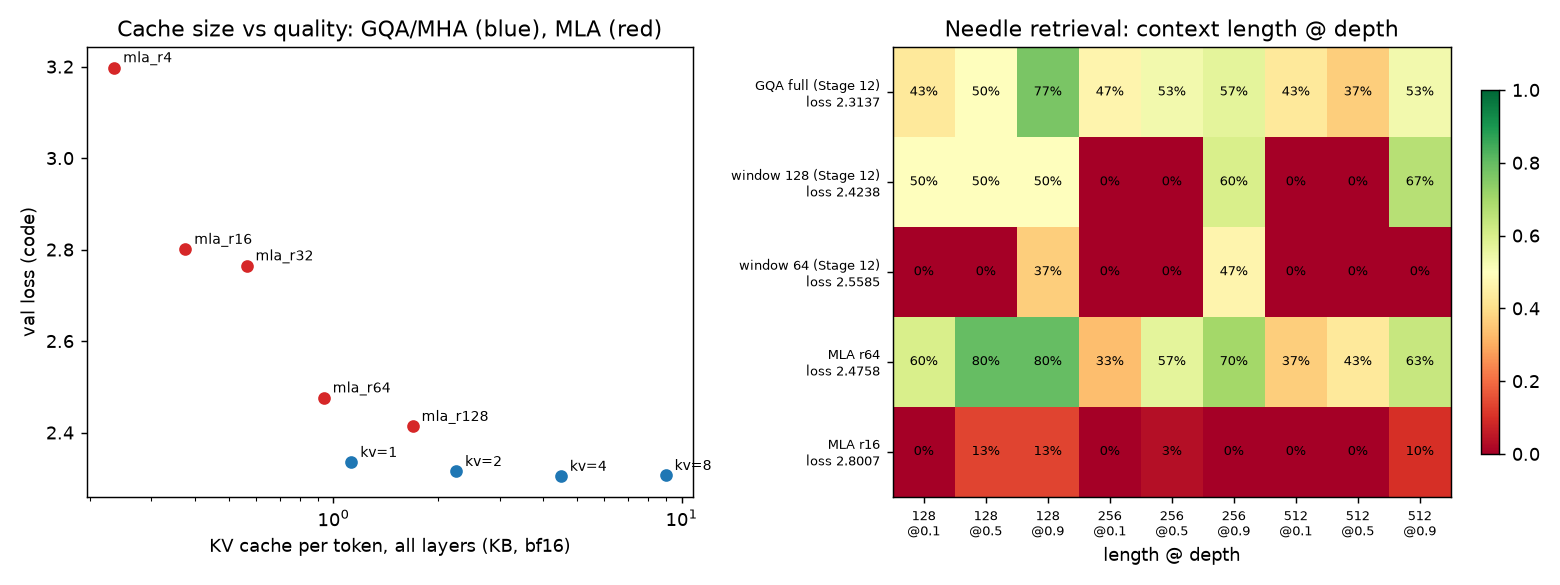 Cache size vs quality: GQA/MHA (blue), MLA (red)
3.2
3.0
2.8
2.6
2.4
val loss (code)
mla_r4
mla_r16
mla_r32
mla_r64
mla_r128
kv=1
kv=2
kv=4
kv=8
10⁰
10¹
KV cache per token, all layers (KB, bf16)
Needle retrieval: context length @ depth
GQA full (Stage 12)
loss 2.3137
43% 50% 77% 47% 53% 57% 43% 37% 53%
window 128 (Stage 12)
loss 2.4238
50% 50% 50% 0% 0% 60% 0% 0% 67%
window 64 (Stage 12)
loss 2.5585
0% 0% 37% 0% 0% 47% 0% 0% 0%
MLA r64
loss 2.4758
60% 80% 80% 33% 57% 70% 37% 43% 63%
MLA r16
loss 2.8007
0% 13% 13% 0% 3% 0% 0% 0% 10%
128 128 128 256 256 256 512 512 512
@0.1 @0.5 @0.9 @0.1 @0.5 @0.9 @0.1 @0.5 @0.9
length @ depth
1.0
0.8
0.6
0.4
0.2
0.0